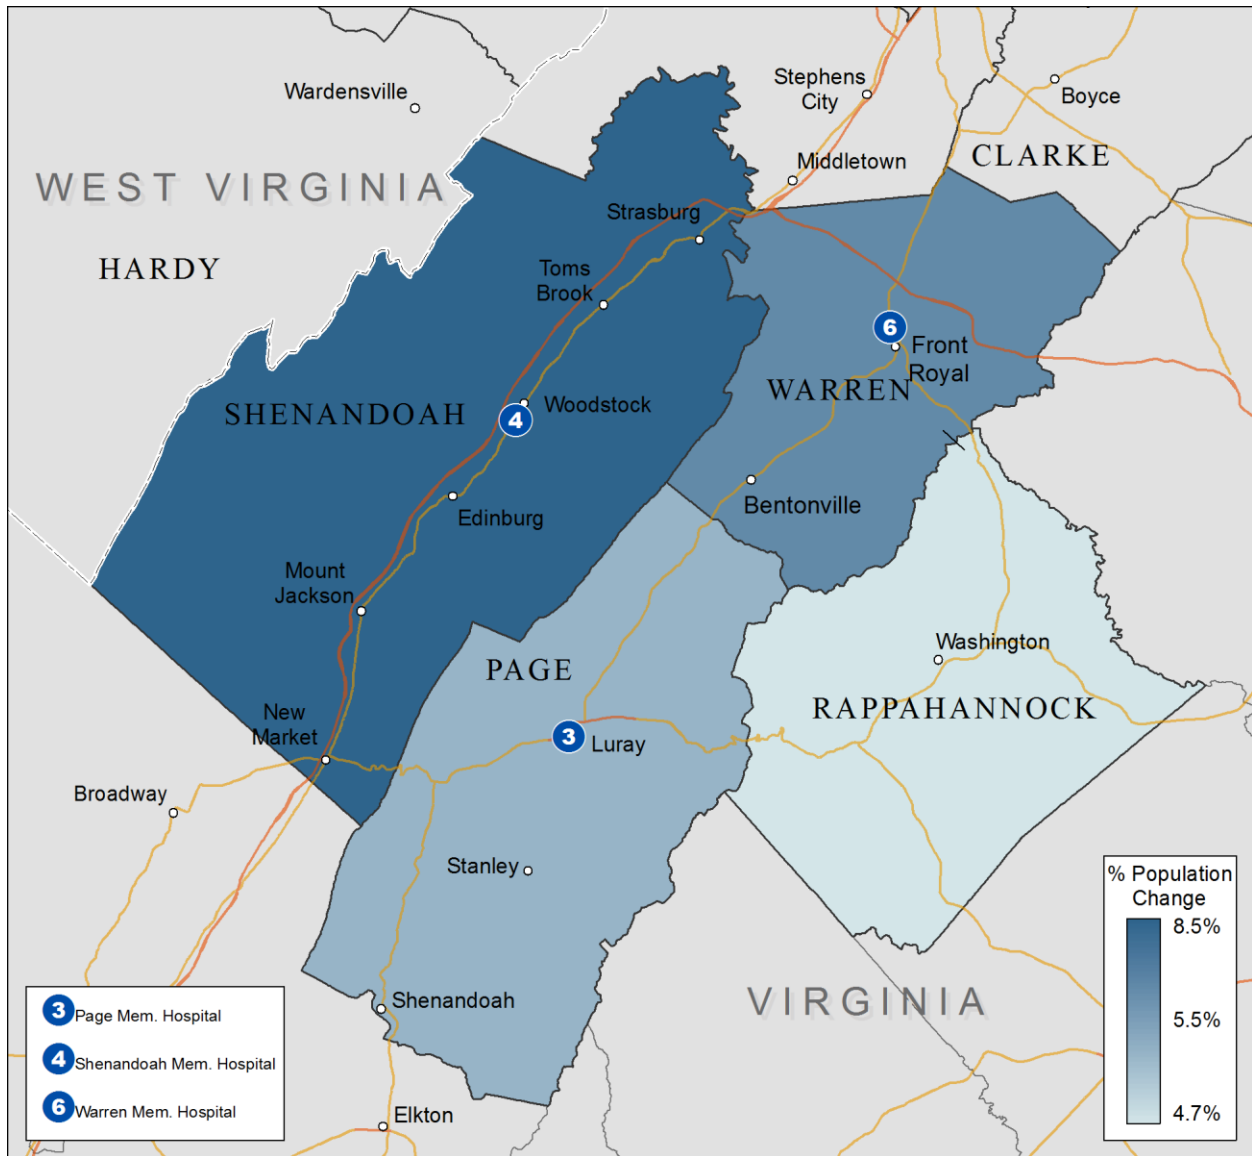 Wardensville
Stephens
City
Boyce
Middletown
CLARKE
WEST VIRGINIA
Strasburg
HARDY
Toms
Brook
6
Front
Royal
WARREN
SHENANDOAH
Woodstock
4
Bentonville
Edinburg
Mount
Jackson
Washington
PAGE
RAPPAHANNOCK
New
Market
3
Luray
Broadway
Stanley
% Population
Change
8.5%
5.5%
4.7%
VIRGINIA
Shenandoah
3 Page Mem. Hospital
4 Shenandoah Mem. Hospital
6 Warren Mem. Hospital
Elkton